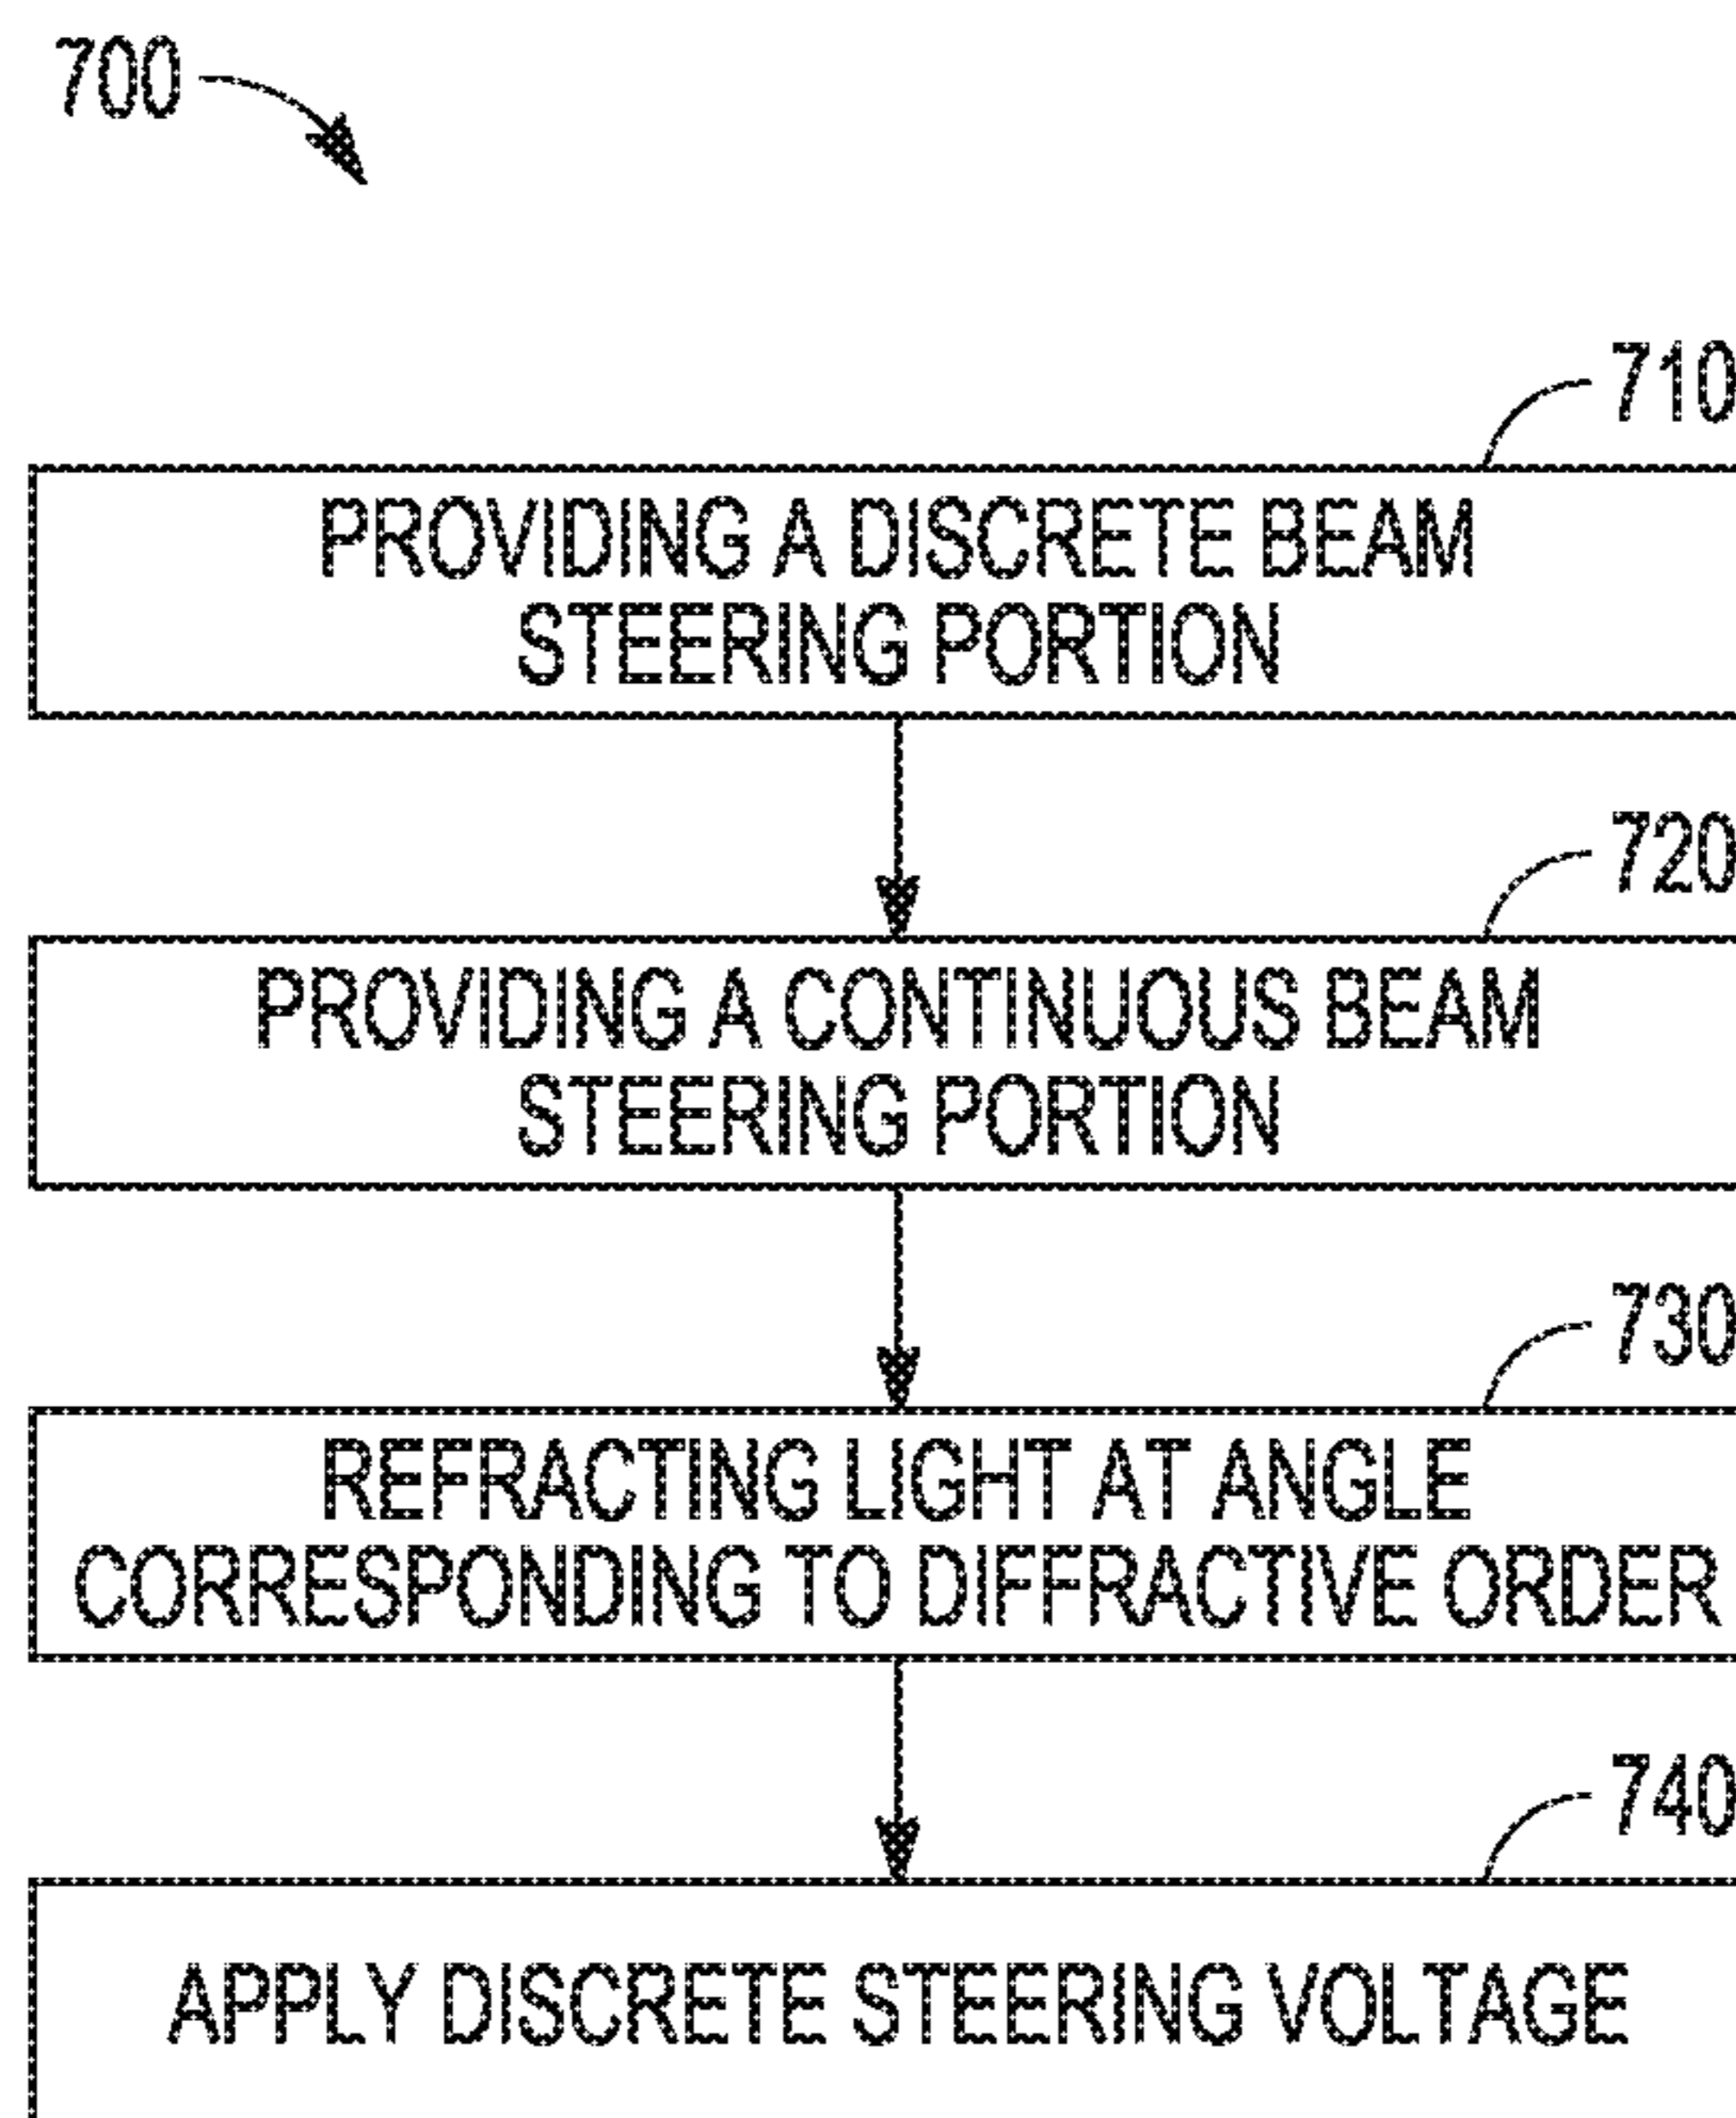 700
710
PROVIDING A DISCRETE BEAM
STEERING PORTION
720
PROVIDING A CONTINUOUS BEAM
STEERING PORTION
730
REFRACTING LIGHT AT ANGLE
CORRESPONDING TO DIFFRACTIVE ORDER
740
APPLY DISCRETE STEERING VOLTAGE